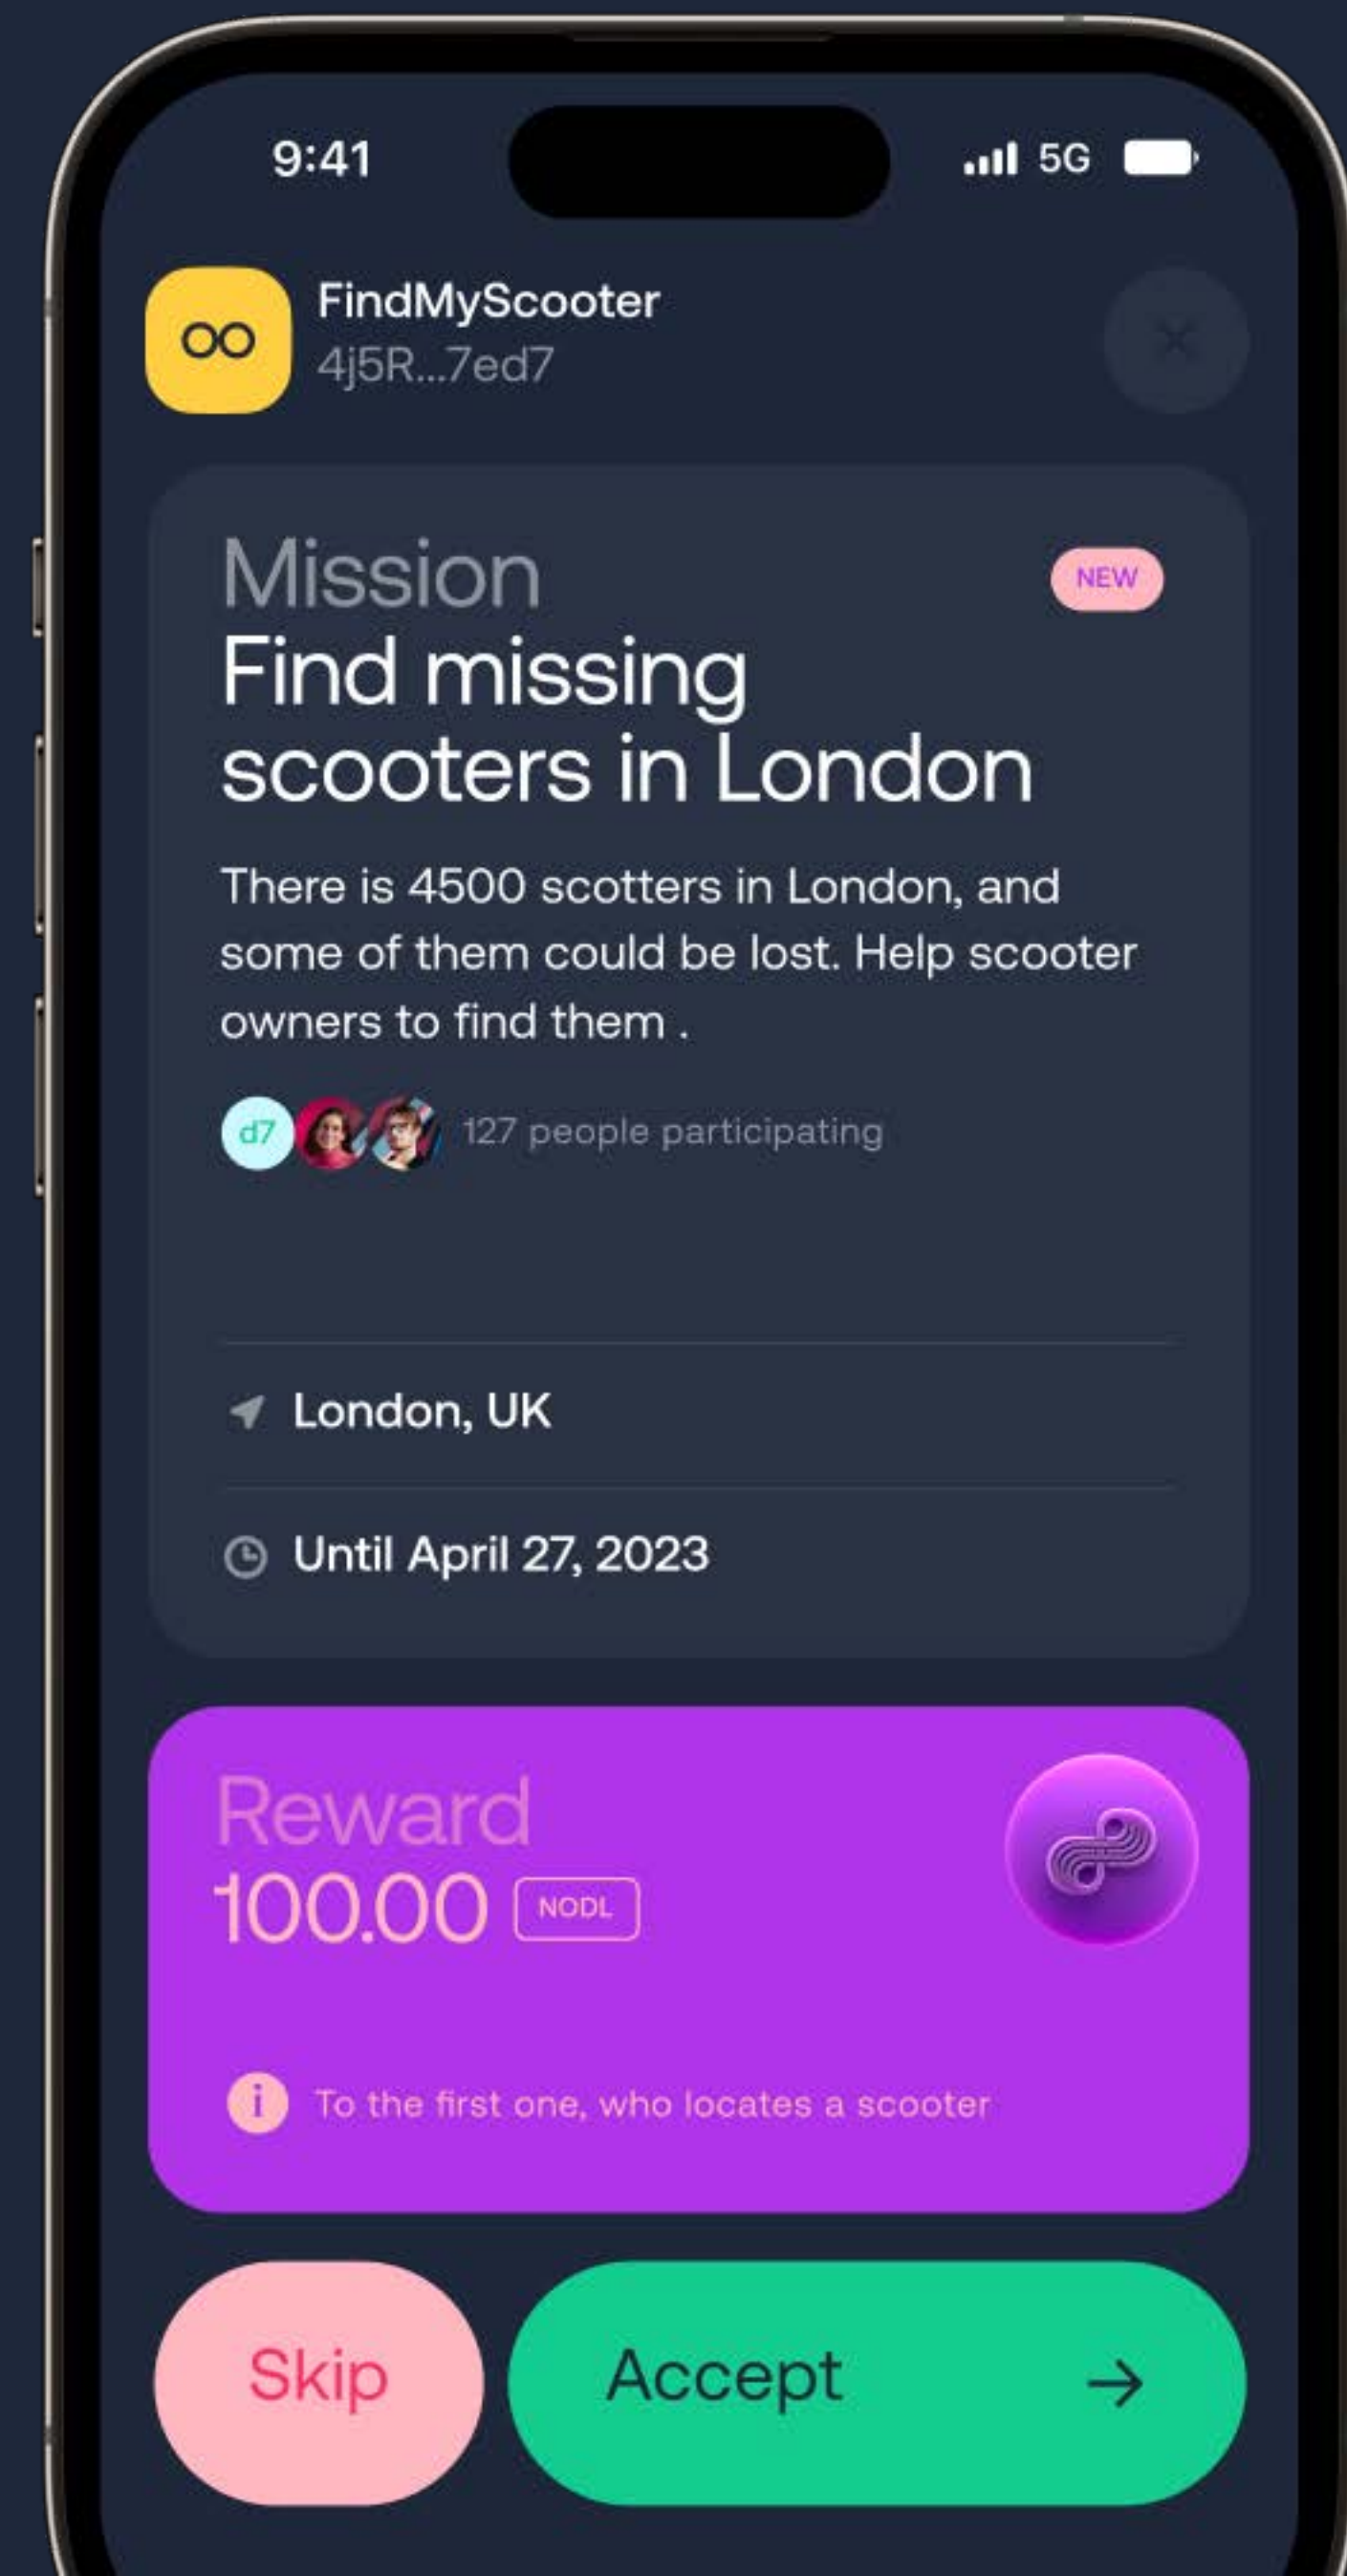 9:41
5G
FindMyScooter
4j5R...7ed7
Mission
NEW
Find missing
scooters in London
There is 4500 scotters in London, and
some of them could be lost. Help scooter
owners to find them .
d7
127 people participating
London, UK
Until April 27, 2023
Reward
100.00 NODL
i To the first one, who locates a scooter
Skip
Accept →